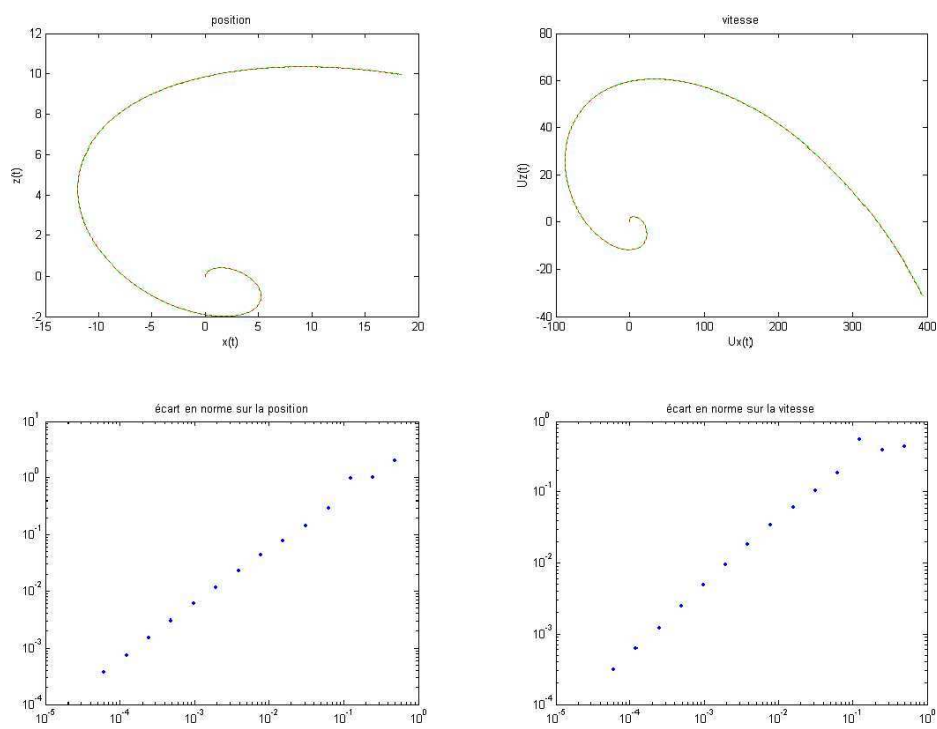 position
12
10
8
6
4
2
0
-2
z(t)
-15 -10 -5 0 5 10 15 20
x(t)
vitesse
80
60
40
20
0
-20
-40
Uz(t)
-100 0 100 200 300 400
Ux(t)
écart en norme sur la position
10^1
10^0
10^-1
10^-2
10^-3
10^-4
10^-5 10^-4 10^-3 10^-2 10^-1 10^0
écart en norme sur la vitesse
10^0
10^-1
10^-2
10^-3
10^-4
10^-5 10^-4 10^-3 10^-2 10^-1 10^0